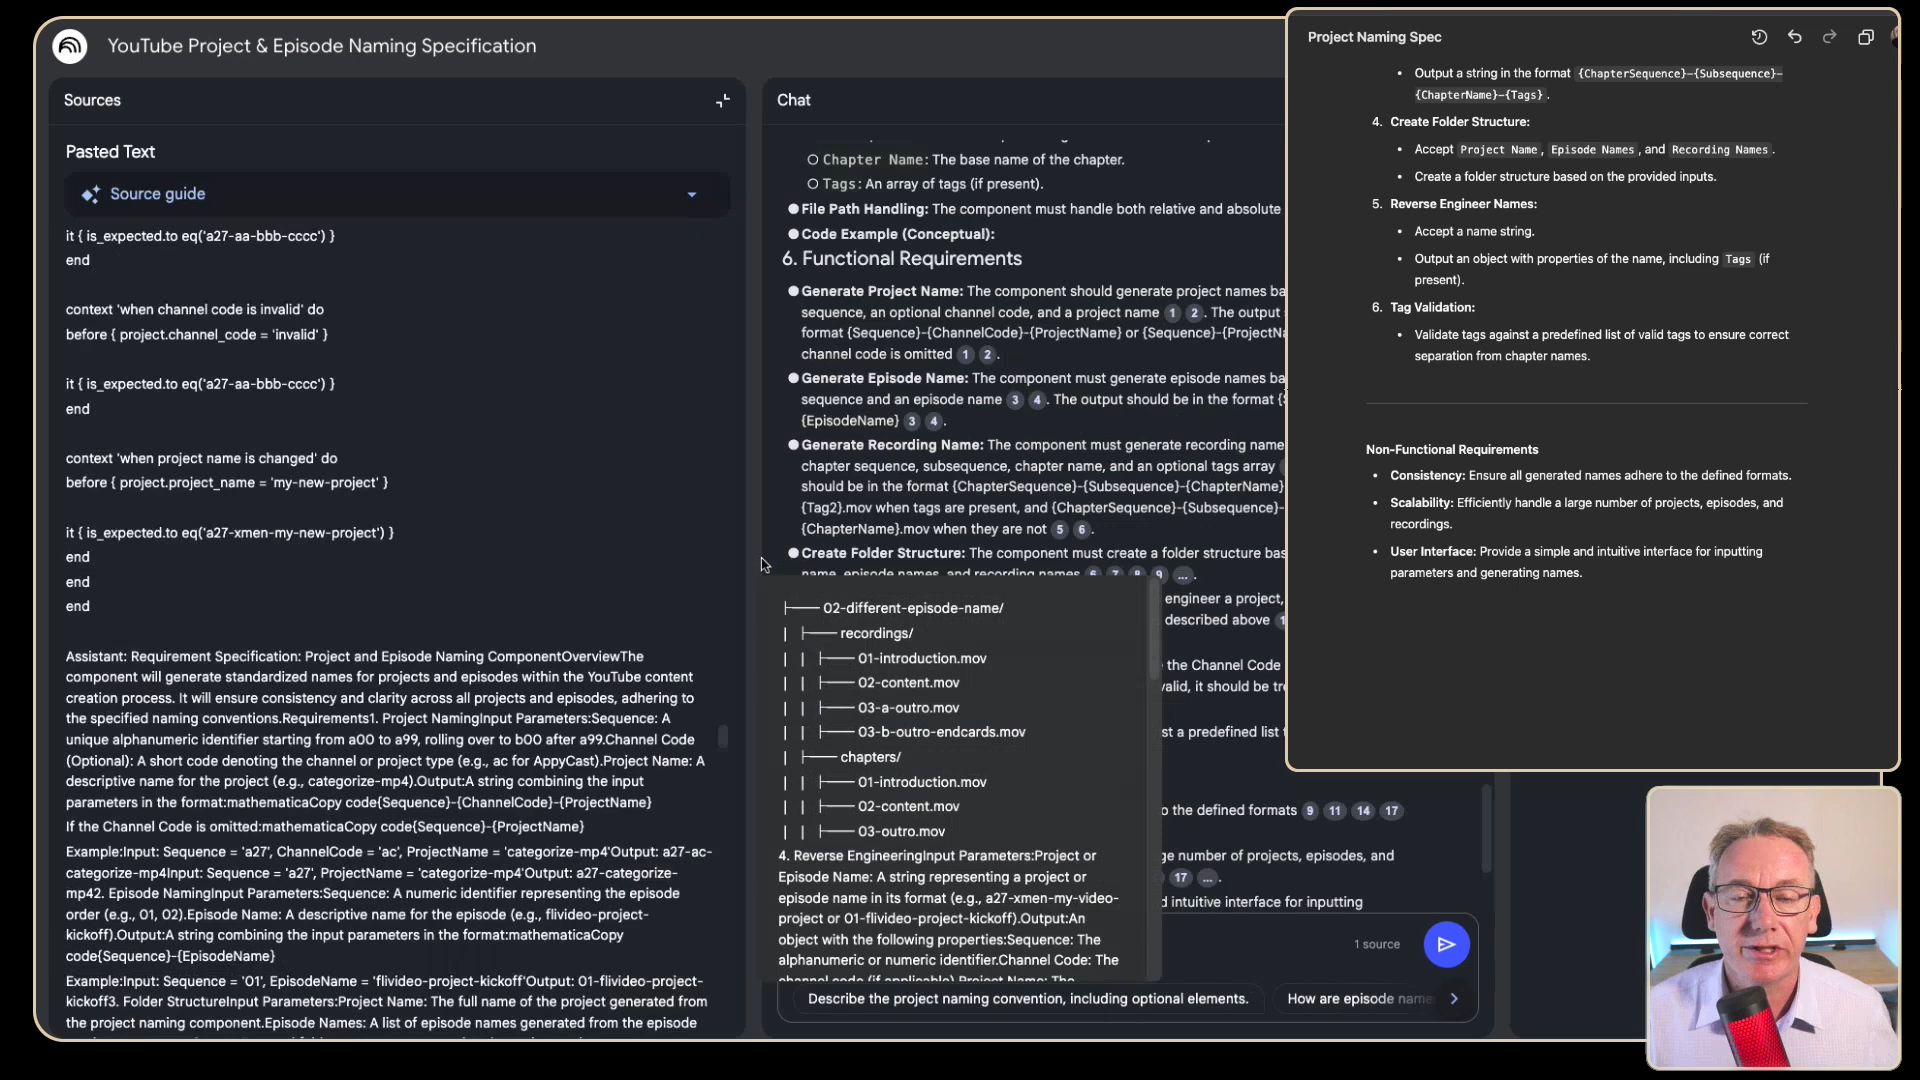 YouTube Project & Episode Naming Specification
Sources
Pasted Text
Source guide
it { is_expected.to eq('a27-aa-bbb-cccc') }
end
context 'when channel code is invalid' do
before { project.channel_code = 'invalid' }
it { is_expected.to eq('a27-aa-bbb-cccc') }
end
context 'when project name is changed' do
before { project.project_name = 'my-new-project' }
it { is_expected.to eq('a27-xmen-my-new-project') }
end
end
end
Assistant: Requirement Specification: Project and Episode Naming ComponentOverviewThe
component will generate standardized names for projects and episodes within the YouTube content
creation process. It will ensure consistency and clarity across all projects and episodes, adhering to
the specified naming conventions.Requirements1. Project NamingInput Parameters:Sequence: A
unique alphanumeric identifier starting from a00 to a99, rolling over to b00 after a99.Channel Code
(Optional): A short code denoting the channel or project type (e.g., ac for AppyCast).Project Name: A
descriptive name for the project (e.g., categorize-mp4).Output:A string combining the input
parameters in the format:mathematicaCopy code{Sequence}-{ChannelCode}-{ProjectName}
If the Channel Code is omitted:mathematicaCopy code{Sequence}-{ProjectName}
Example:Input: Sequence = 'a27', ChannelCode = 'ac', ProjectName = 'categorize-mp4'Output: a27-ac-
categorize-mp4Input: Sequence = 'a27', ProjectName = 'categorize-mp4'Output: a27-categorize-
mp42. Episode NamingInput Parameters:Sequence: A numeric identifier representing the episode
order (e.g., 01, 02).Episode Name: A descriptive name for the episode (e.g., flivideo-project-
kickoff).Output:A string combining the input parameters in the format:mathematicaCopy
code{Sequence}-{EpisodeName}
Example:Input: Sequence = '01', EpisodeName = 'flivideo-project-kickoff'Output: 01-flivideo-project-
kickoff3. Folder StructureInput Parameters:Project Name: The full name of the project generated from
the project naming component.Episode Names: A list of episode names generated from the episode
Chat
Chapter Name: The base name of the chapter.
Tags: An array of tags (if present).
File Path Handling: The component must handle both relative and absolute
Code Example (Conceptual):
6. Functional Requirements
Generate Project Name: The component should generate project names ba
sequence, an optional channel code, and a project name 1 2. The output
format {Sequence}-{ChannelCode}-{ProjectName} or {Sequence}-{ProjectNa
channel code is omitted 1 2.
Generate Episode Name: The component must generate episode names ba
sequence and an episode name 3 4. The output should be in the format {S
{EpisodeName} 3 4.
Generate Recording Name: The component must generate recording name
chapter sequence, subsequence, chapter name, and an optional tags array
should be in the format {ChapterSequence}-{Subsequence}-{ChapterName}
{Tag2}.mov when tags are present, and {ChapterSequence}-{Subsequence}-
{ChapterName}.mov when they are not 5 6.
Create Folder Structure: The component must create a folder structure bas
name, episode names, and recording names 6 7 8 9 ... .
├── 02-different-episode-name/
| ├── recordings/
| | ├── 01-introduction.mov
| | ├── 02-content.mov
| | ├── 03-a-outro.mov
| | ├── 03-b-outro-endcards.mov
| ├── chapters/
| | ├── 01-introduction.mov
| | ├── 02-content.mov
| | ├── 03-outro.mov
4. Reverse EngineeringInput Parameters:Project or
Episode Name: A string representing a project or
episode name in its format (e.g., a27-xmen-my-video-
project or 01-flivideo-project-kickoff).Output:An
object with the following properties:Sequence: The
alphanumeric or numeric identifier.Channel Code: The
channel code (if applicable).Project Name: The
engineer a project,
described above 1
the Channel Code
valid, it should be tre
st a predefined list t
o the defined formats 9 11 14 17
ge number of projects, episodes, and
17 ... .
d intuitive interface for inputting
1 source
Describe the project naming convention, including optional elements.
How are episode name
Project Naming Spec
• Output a string in the format {ChapterSequence}-{Subsequence}-
{ChapterName}-{Tags}.
4. Create Folder Structure:
• Accept Project Name, Episode Names, and Recording Names.
• Create a folder structure based on the provided inputs.
5. Reverse Engineer Names:
• Accept a name string.
• Output an object with properties of the name, including Tags (if
present).
6. Tag Validation:
• Validate tags against a predefined list of valid tags to ensure correct
separation from chapter names.
Non-Functional Requirements
• Consistency: Ensure all generated names adhere to the defined formats.
• Scalability: Efficiently handle a large number of projects, episodes, and
recordings.
• User Interface: Provide a simple and intuitive interface for inputting
parameters and generating names.